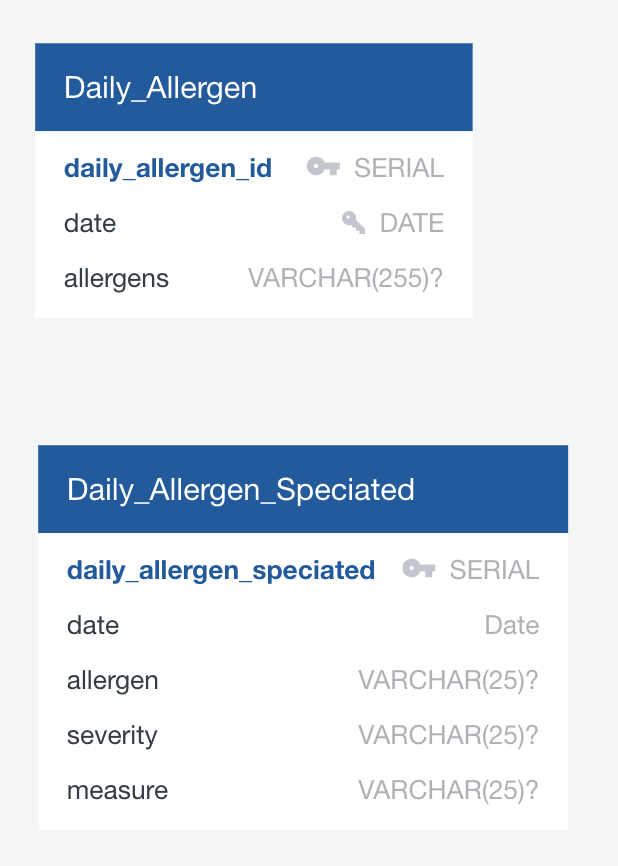 Daily_Allergen
daily_allergen_id SERIAL
date DATE
allergens VARCHAR(255)?
Daily_Allergen_Speciated
daily_allergen_speciated SERIAL
date Date
allergen VARCHAR(25)?
severity VARCHAR(25)?
measure VARCHAR(25)?